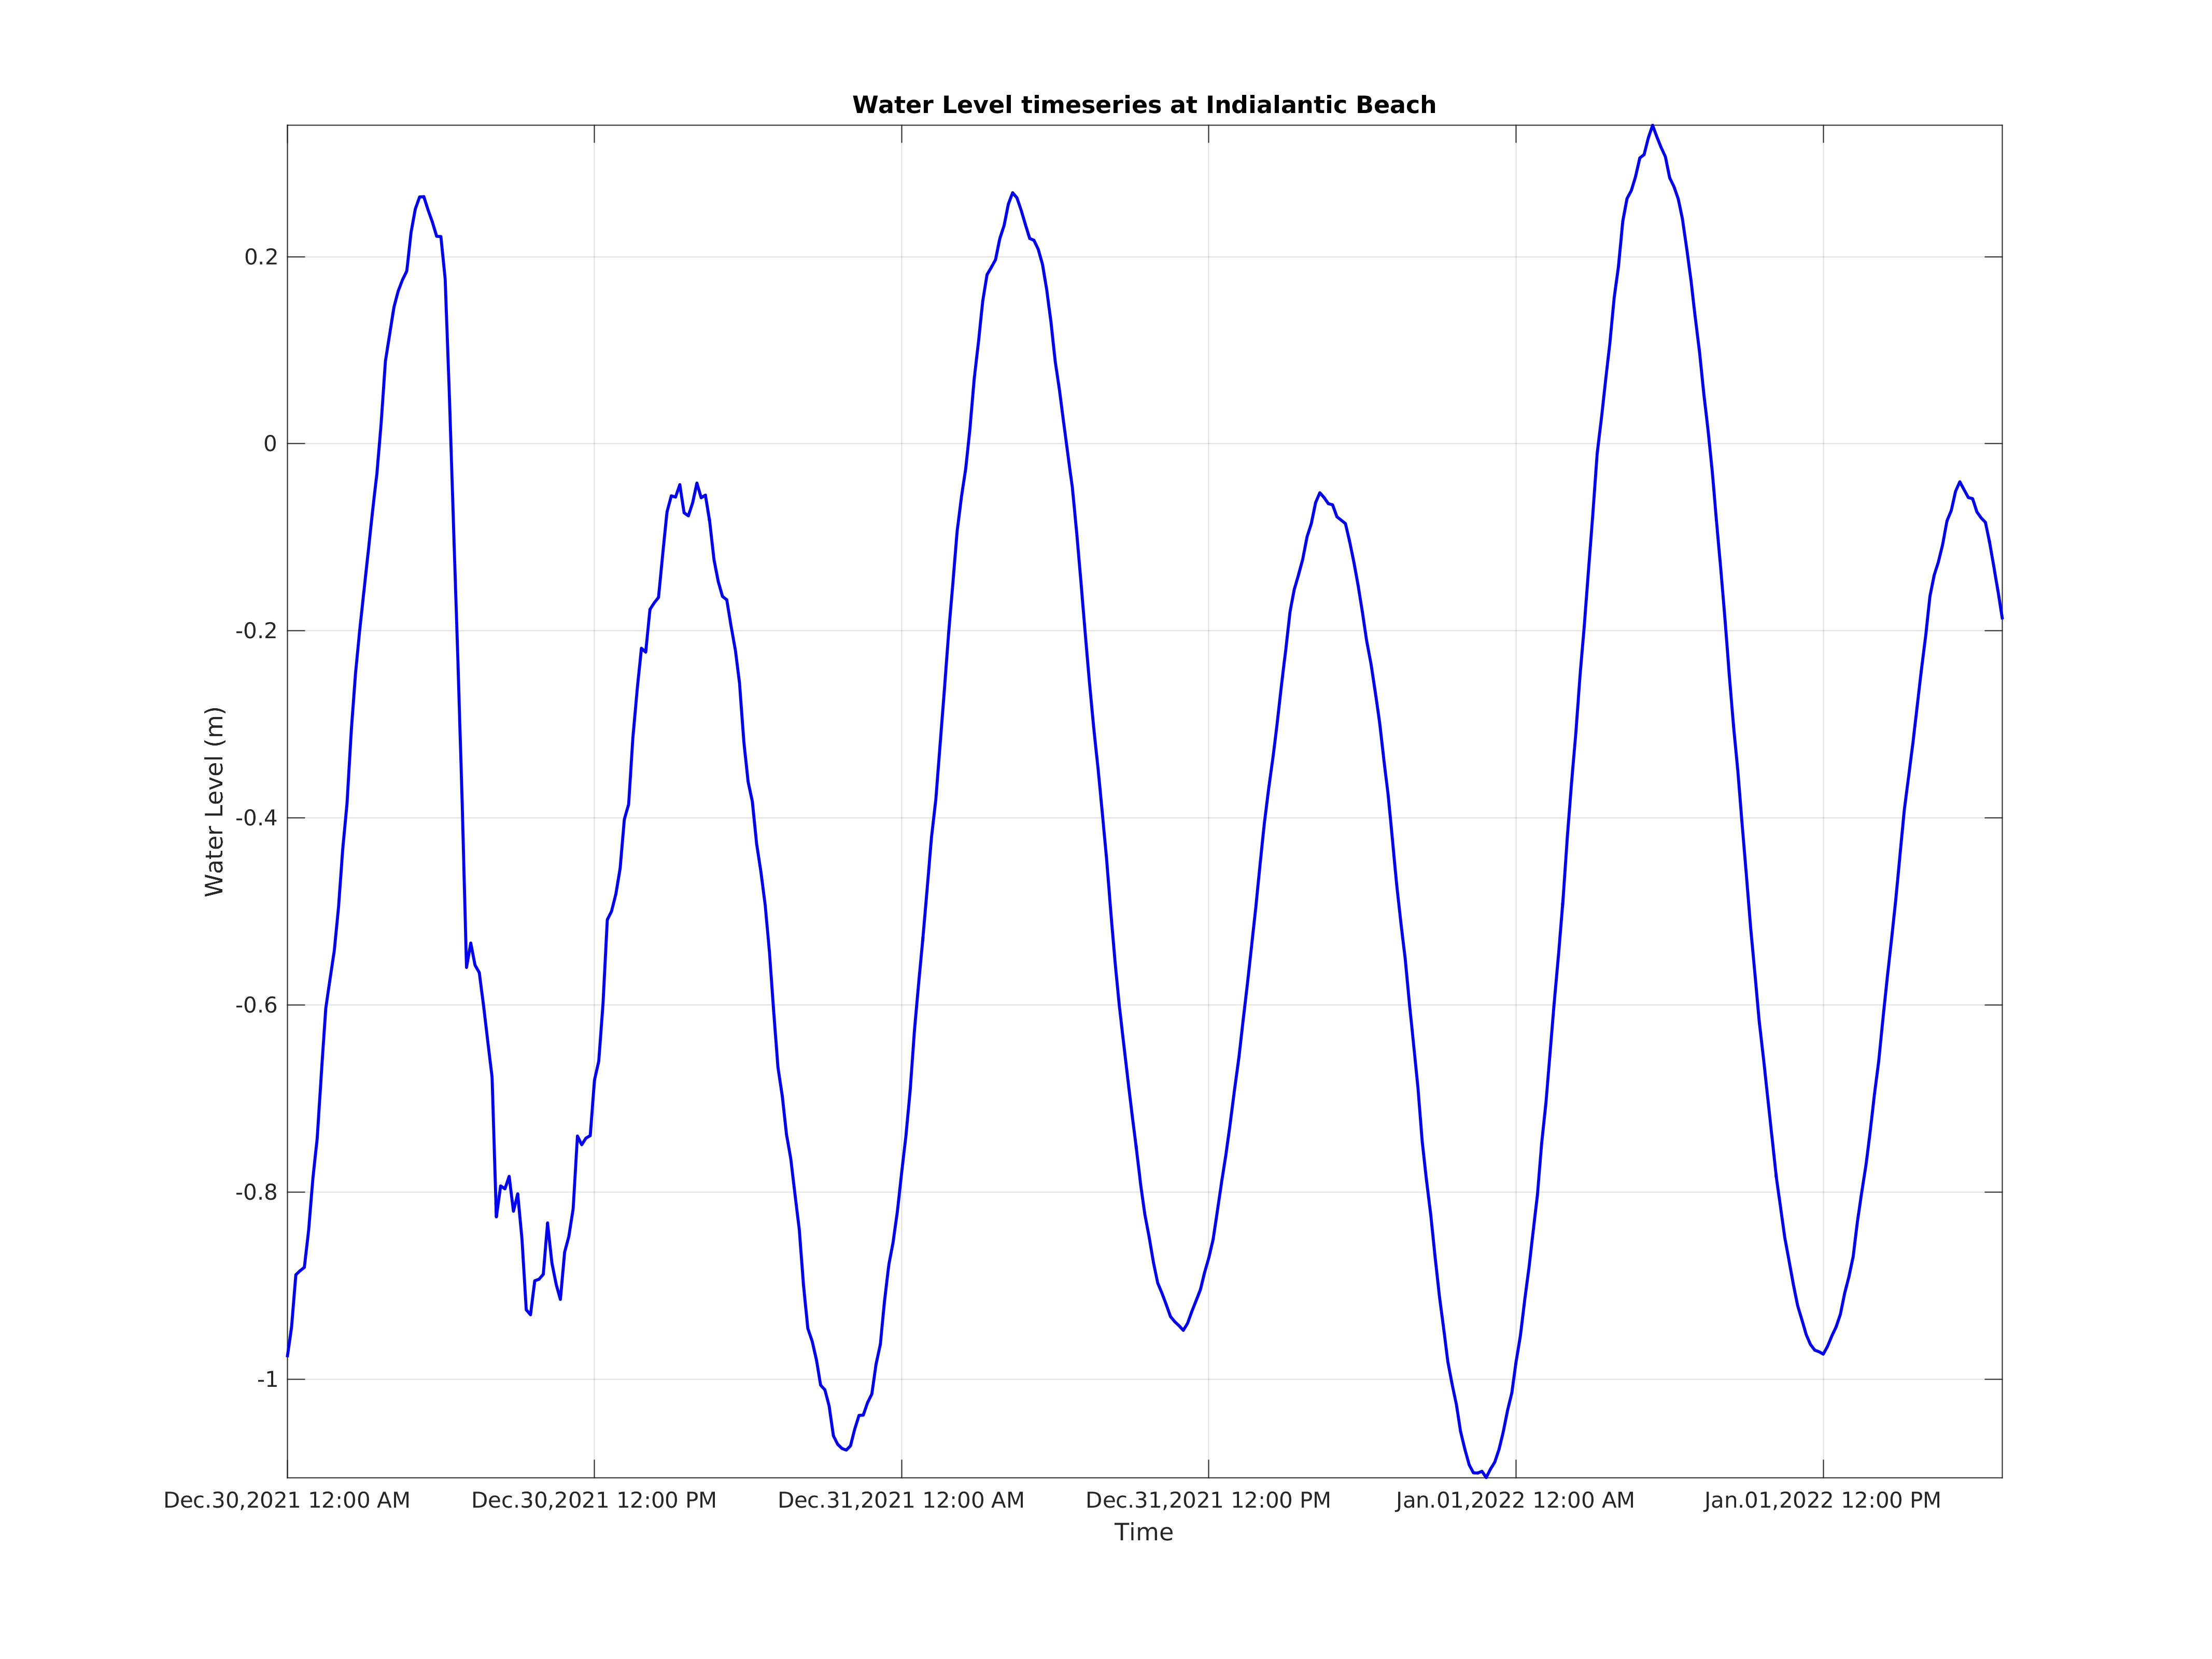 Water Level timeseries at Indialantic Beach
0.2
0
-0.2
-0.4
-0.6
-0.8
-1
Water Level (m)
Dec.30,2021 12:00 AM Dec.30,2021 12:00 PM Dec.31,2021 12:00 AM Dec.31,2021 12:00 PM Jan.01,2022 12:00 AM Jan.01,2022 12:00 PM
Time